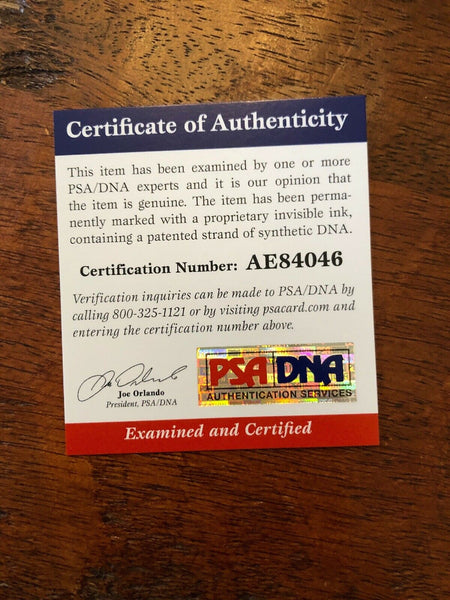 Certificate of Authenticity
This item has been examined by one or more
PSA/DNA experts and it is our opinion that
the item is genuine. The item has been perma-
nently marked with a proprietary invisible ink,
containing a patented strand of synthetic DNA.
Certification Number: AE84046
Verification inquiries can be made to PSA/DNA by
calling 800-325-1121 or by visiting psacard.com and
entering the certification number above.
Joe Orlando
President, PSA/DNA
PSA DNA
AUTHENTICATION SERVICES
Examined and Certified